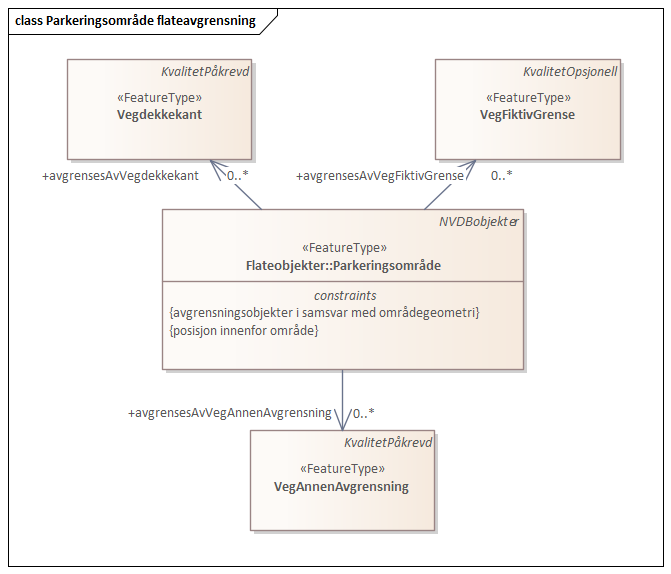 class Parkeringsområde flateavgrensning
KvalitetPåkrevd
«FeatureType»
Vegdekkekant
KvalitetOpsjonell
«FeatureType»
VegFiktivGrense
+avgrensesAvVegdekkekant 0..*
+avgrensesAvVegFiktivGrense 0..*
NVDBobjekter
«FeatureType»
Flateobjekter::Parkeringsområde
constraints
{avgrensningsobjekter i samsvar med områdegeometri}
{posisjon innenfor område}
+avgrensesAvVegAnnenAvgrensning 0..*
KvalitetPåkrevd
«FeatureType»
VegAnnenAvgrensning